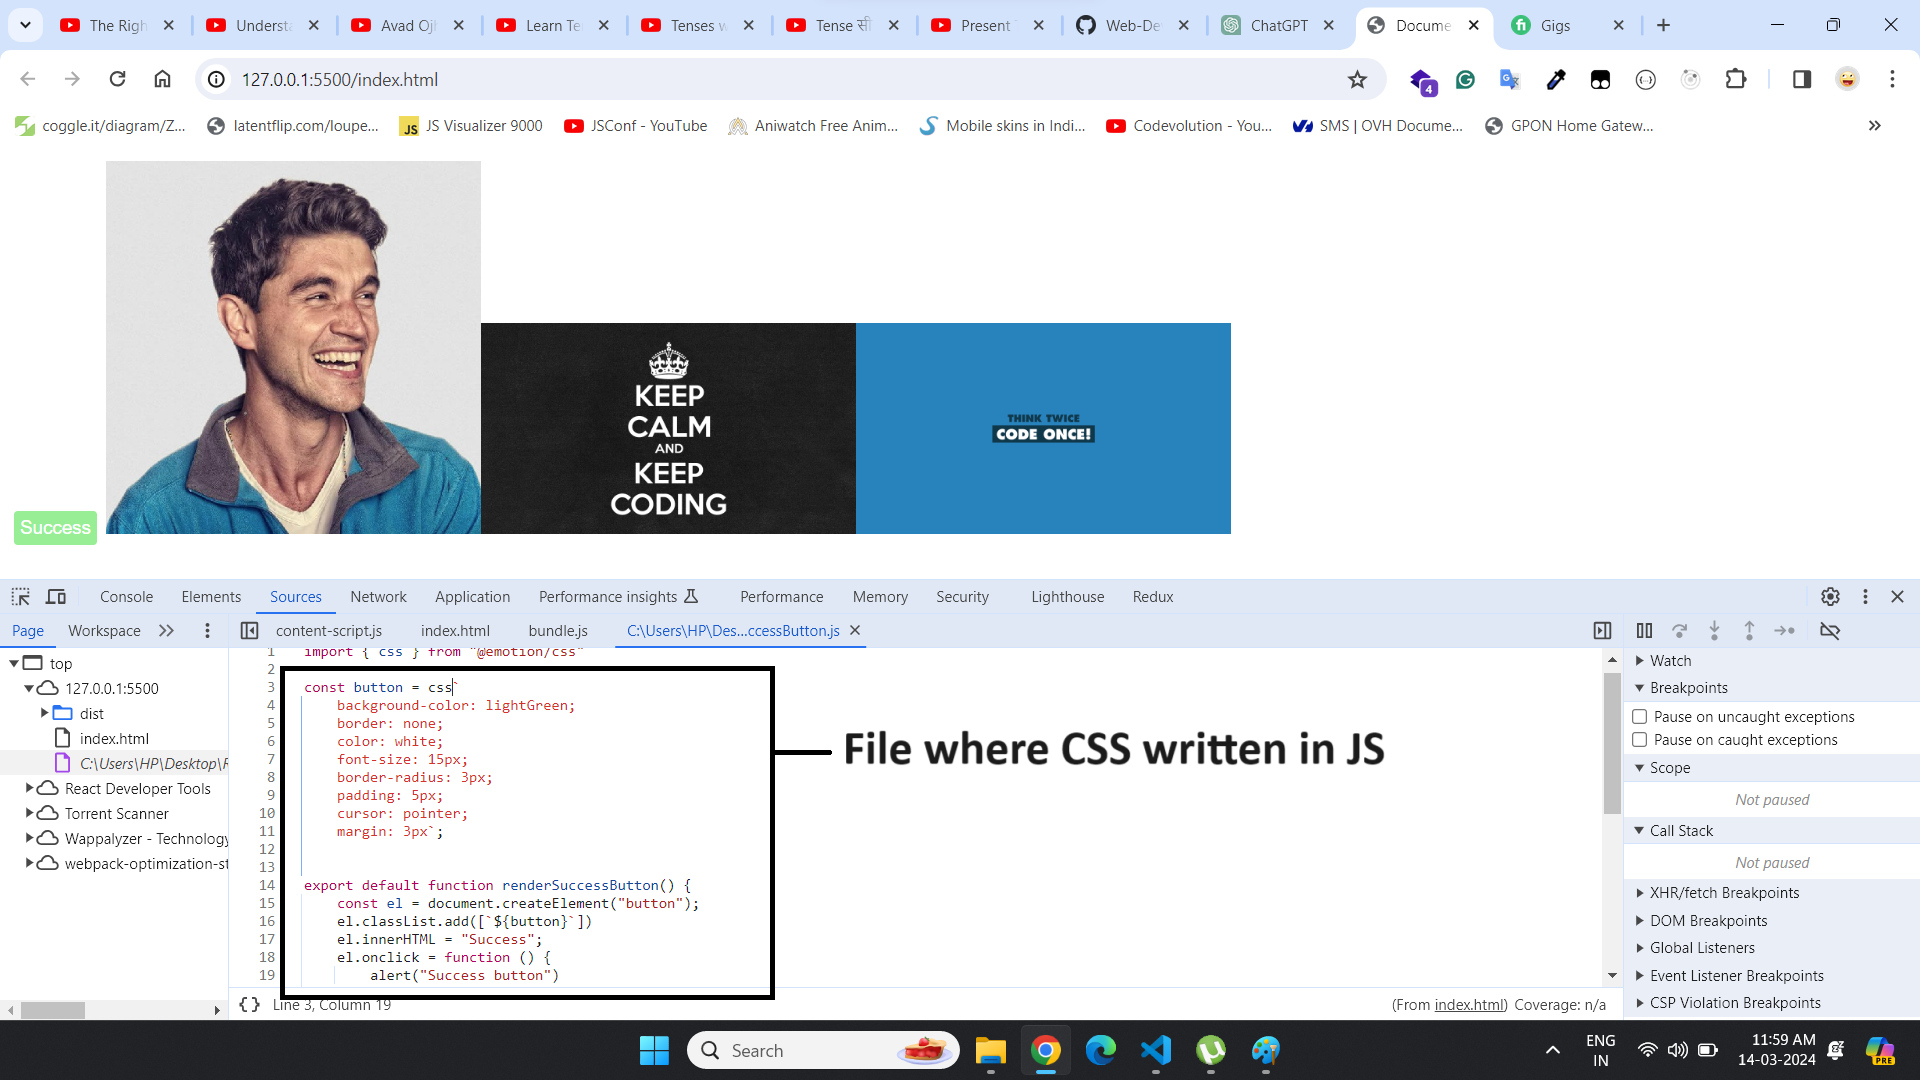 The Righ
Understa
Avad Ojh
Learn Te
Tenses w
Tense सी
Present
Web-De
ChatGPT
Docume
Gigs
127.0.0.1:5500/index.html
4
coggle.it/diagram/Z...
latentflip.com/loupe...
JS Visualizer 9000
JSConf - YouTube
Aniwatch Free Anim...
Mobile skins in Indi...
Codevolution - You...
SMS | OVH Docume...
GPON Home Gatew...
KEEP
CALM
AND
KEEP
CODING
THINK TWICE
CODE ONCE!
Success
Console Elements Sources Network Application Performance insights Performance Memory Security Lighthouse Redux
Page Workspace
content-script.js index.html bundle.js C:\Users\HP\Des...ccessButton.js
top
127.0.0.1:5500
dist
index.html
C:\Users\HP\Desktop\R
React Developer Tools
Torrent Scanner
Wappalyzer - Technology
webpack-optimization-st
1 import { css } from "@emotion/css"
2
3 const button = css`
4 background-color: lightGreen;
5 border: none;
6 color: white;
7 font-size: 15px;
8 border-radius: 3px;
9 padding: 5px;
10 cursor: pointer;
11 margin: 3px`;
12
13
14 export default function renderSuccessButton() {
15 const el = document.createElement("button");
16 el.classList.add([`${button}`])
17 el.innerHTML = "Success";
18 el.onclick = function () {
19 alert("Success button")
File where CSS written in JS
{ } Line 3, Column 19
(From index.html) Coverage: n/a
Watch
Breakpoints
Pause on uncaught exceptions
Pause on caught exceptions
Scope
Not paused
Call Stack
Not paused
XHR/fetch Breakpoints
DOM Breakpoints
Global Listeners
Event Listener Breakpoints
CSP Violation Breakpoints
Search
ENG
IN
11:59 AM
14-03-2024
PRE